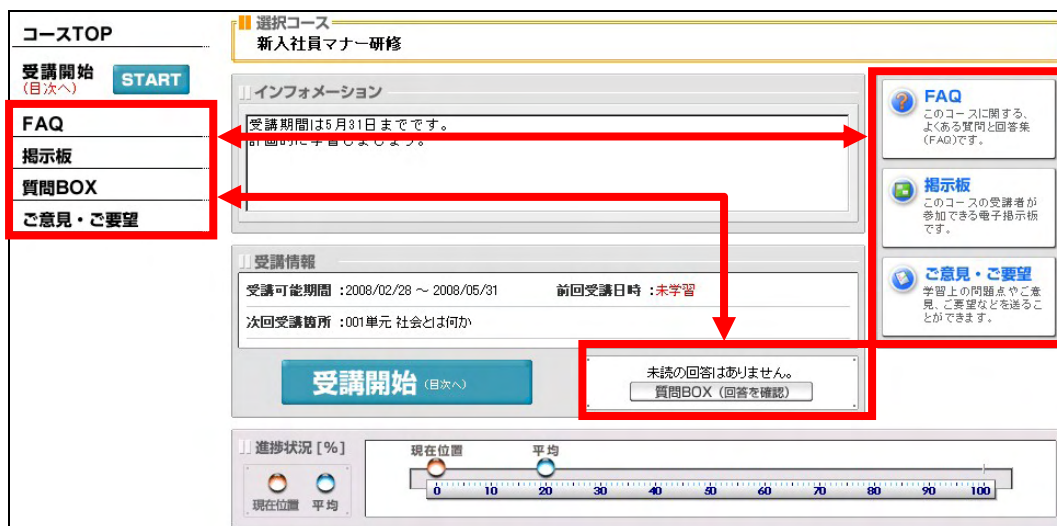 コースTOP
受講開始
(目次へ)
START
FAQ
掲示板
質問BOX
ご意見・ご要望
選択コース
新入社員マナー研修
インフォメーション
受講期間は5月31日までです。
計画的に学習しましょう。
FAQ
このコースに関する、
よくある質問と回答集
(FAQ)です。
掲示板
このコースの受講者が
参加できる電子掲示板
です。
ご意見・ご要望
学習上の問題点やご意
見、ご要望などを送るこ
とができます。
受講情報
受講可能期間 :2008/02/28 ~ 2008/05/31 前回受講日時 :未学習
次回受講箇所 :001単元 社会とは何か
受講開始 (目次へ)
未読の回答はありません。
質問BOX (回答を確認)
進捗状況 [%]
現在位置 平均
現在位置 平均
0 10 20 30 40 50 60 70 80 90 100